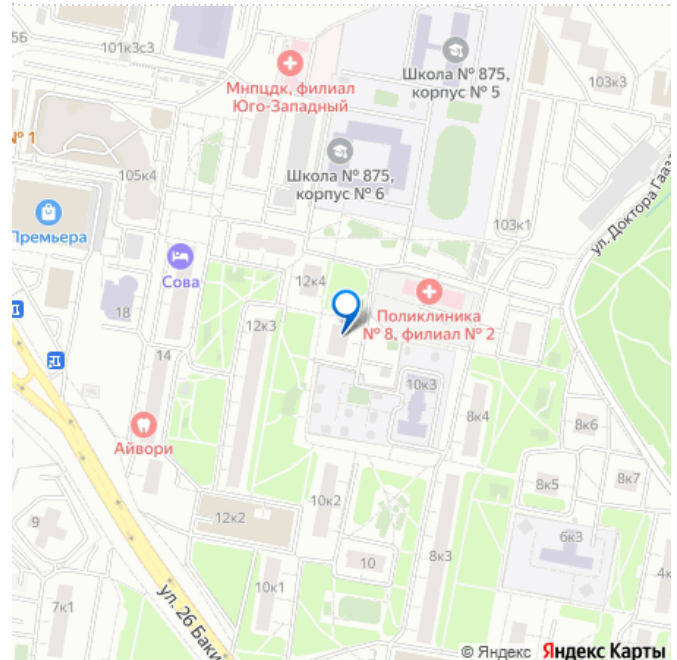 101к3с3
Мнпцдк, филиал
Юго-Западный
Школа № 875,
корпус № 5
103к3
№ 1
105к4
Школа № 875,
корпус № 6
103к1
ул. Доктора Гааза
Премьера
Сова
12к4
18
12к3
Поликлиника
№ 8, филиал № 2
14
10к3
8к4
8к6
Айвори
8к5
8к7
10к2
12к2
9
8к3
6к3
10
10к1
7к1
ул. 26 Баки
4к
© Яндекс Яндекс Карты